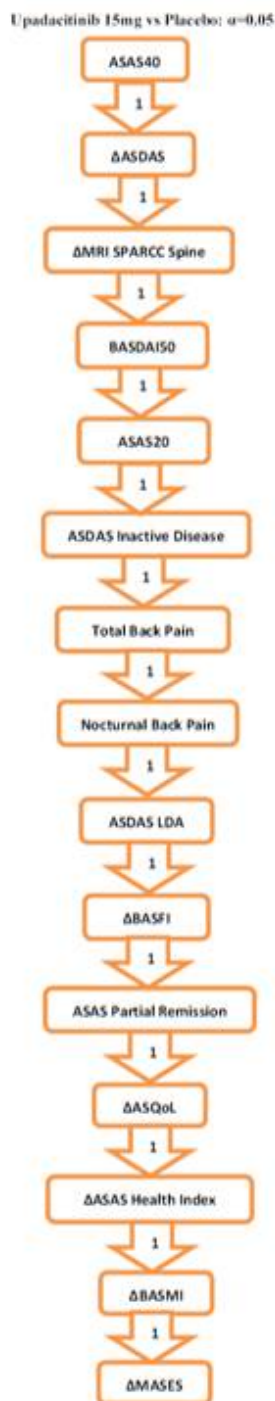 Upadacitinib 15mg vs Placebo: α=0.05
ASAS40
1
ΔASDAS
1
ΔMRI SPARCC Spine
1
BASDAI50
1
ASAS20
1
ASDAS Inactive Disease
1
Total Back Pain
1
Nocturnal Back Pain
1
ASDAS LDA
1
ΔBASFI
1
ASAS Partial Remission
1
ΔASQoL
1
ΔASAS Health Index
1
ΔBASMI
1
ΔMASES